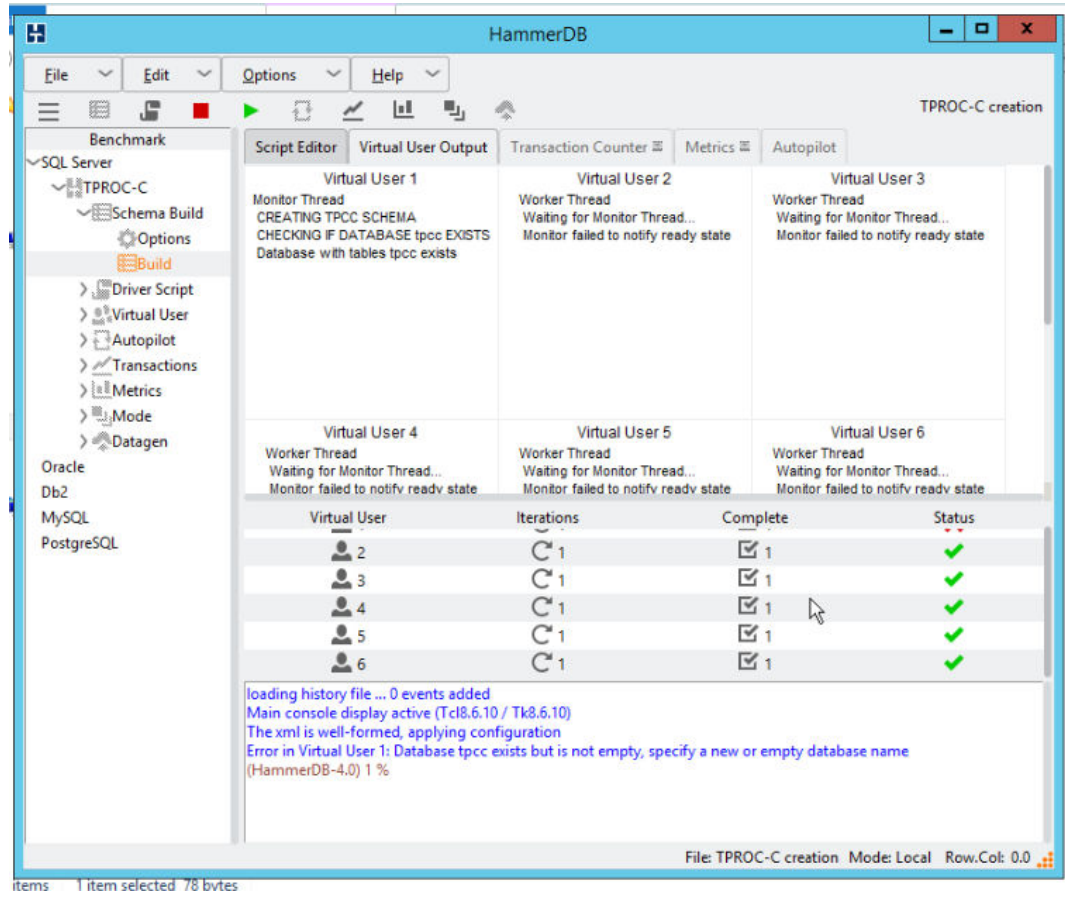 HammerDB
File Edit Options Help
TPROC-C creation
Benchmark
SQL Server
TPROC-C
Schema Build
Options
Build
Driver Script
Virtual User
Autopilot
Transactions
Metrics
Mode
Datagen
Oracle
Db2
MySQL
PostgreSQL
Script Editor Virtual User Output Transaction Counter Metrics Autopilot
Virtual User 1
Monitor Thread
CREATING TPCC SCHEMA
CHECKING IF DATABASE tpcc EXISTS
Database with tables tpcc exists
Virtual User 2
Worker Thread
Waiting for Monitor Thread...
Monitor failed to notify ready state
Virtual User 3
Worker Thread
Waiting for Monitor Thread...
Monitor failed to notify ready state
Virtual User 4
Worker Thread
Waiting for Monitor Thread...
Monitor failed to notify ready state
Virtual User 5
Worker Thread
Waiting for Monitor Thread...
Monitor failed to notify ready state
Virtual User 6
Worker Thread
Waiting for Monitor Thread...
Monitor failed to notify ready state
Virtual User Iterations Complete Status
2 1 1
3 1 1
4 1 1
5 1 1
6 1 1
loading history file ... 0 events added
Main console display active (Tcl8.6.10 / Tk8.6.10)
The xml is well-formed, applying configuration
Error in Virtual User 1: Database tpcc exists but is not empty, specify a new or empty database name
(HammerDB-4.0) 1 %
File: TPROC-C creation Mode: Local Row.Col: 0.0
items 1 item selected 78 bytes